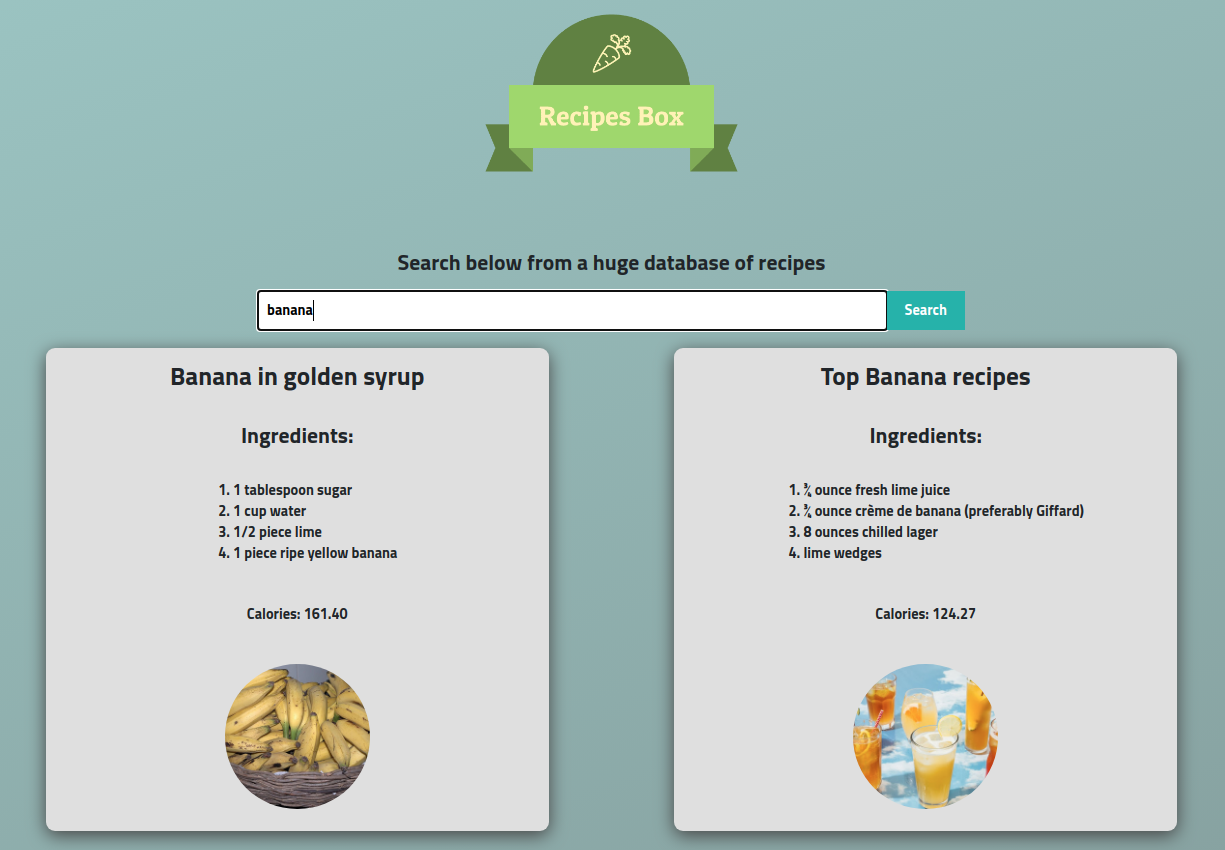 Recipes Box
Search below from a huge database of recipes
banana
Search
Banana in golden syrup
Ingredients:
1. 1 tablespoon sugar
2. 1 cup water
3. 1/2 piece lime
4. 1 piece ripe yellow banana
Calories: 161.40
Top Banana recipes
Ingredients:
1. ¾ ounce fresh lime juice
2. ¾ ounce crème de banana (preferably Giffard)
3. 8 ounces chilled lager
4. lime wedges
Calories: 124.27